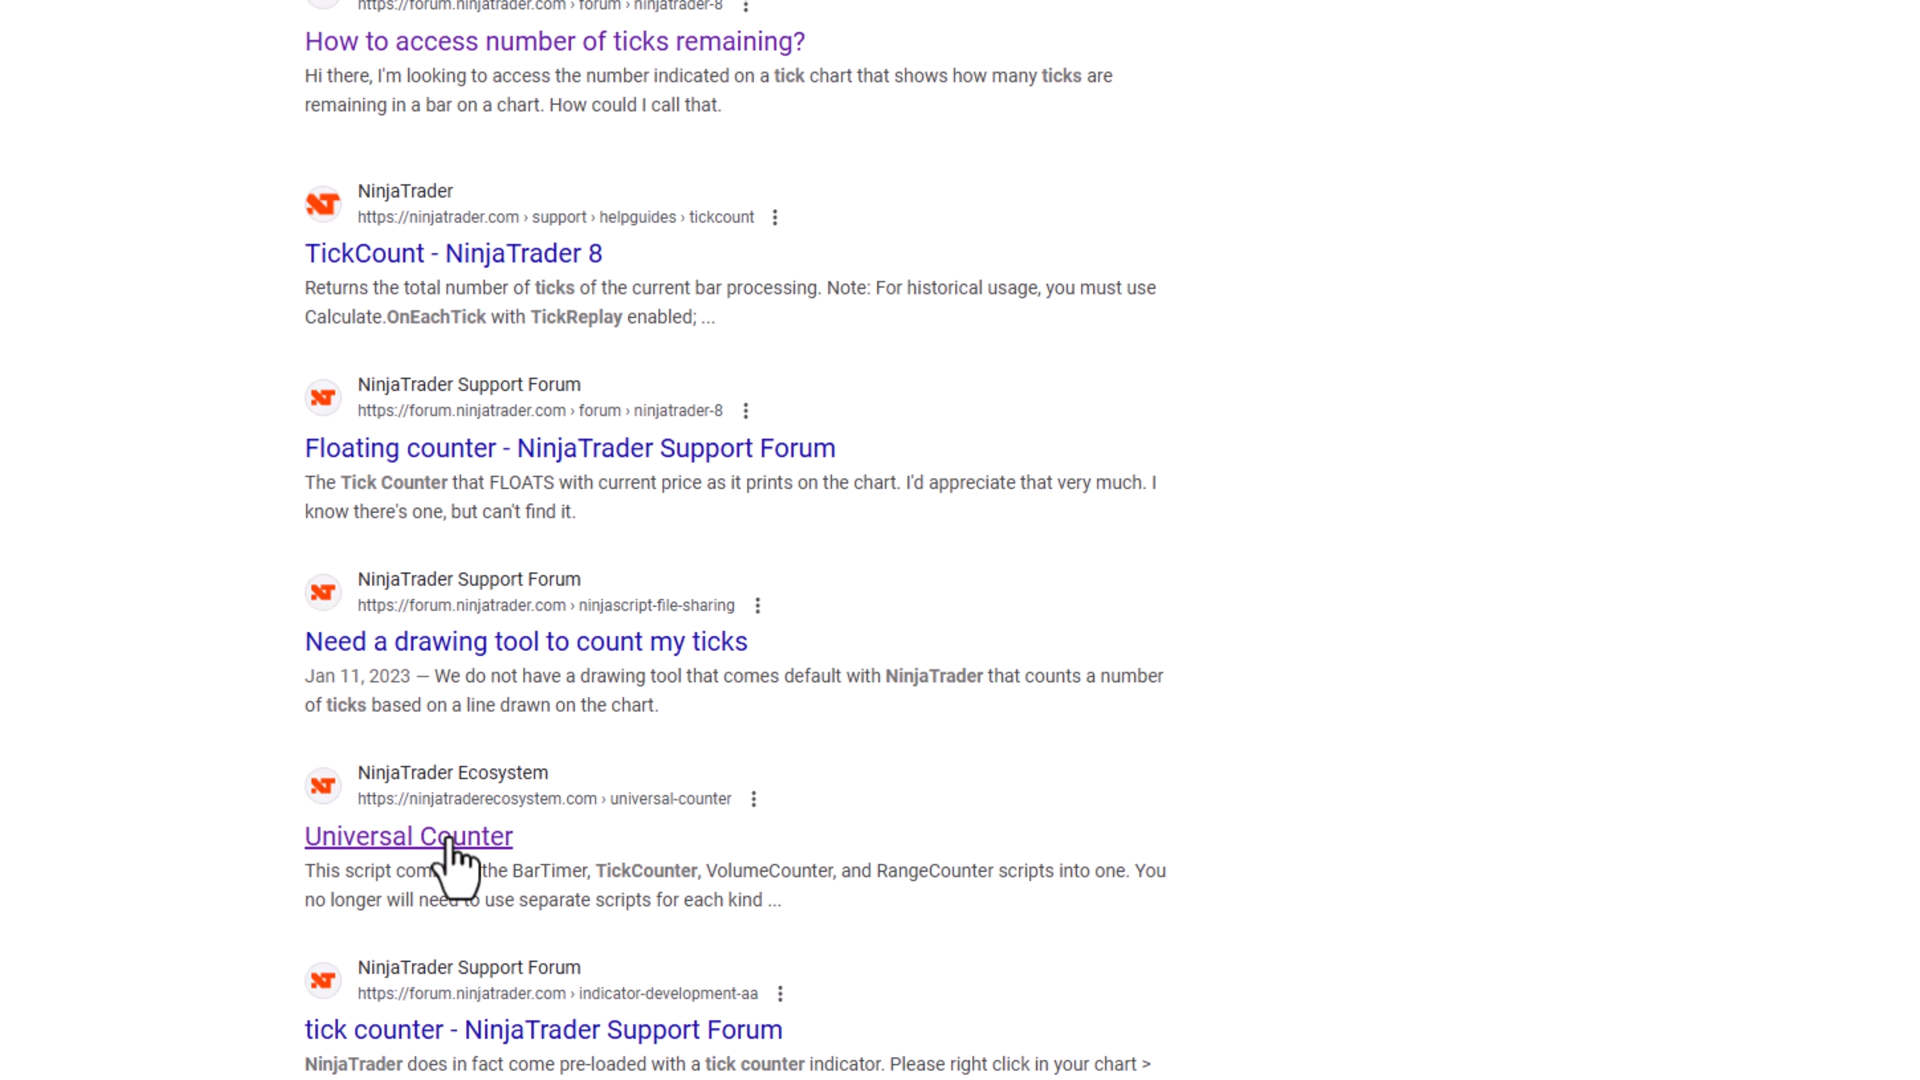 https://forum.ninjatrader.com › forum › ninjatrader-8
How to access number of ticks remaining?
Hi there, I'm looking to access the number indicated on a tick chart that shows how many ticks are
remaining in a bar on a chart. How could I call that.
NinjaTrader
https://ninjatrader.com › support › helpguides › tickcount
TickCount - NinjaTrader 8
Returns the total number of ticks of the current bar processing. Note: For historical usage, you must use
Calculate.OnEachTick with TickReplay enabled; ...
NinjaTrader Support Forum
https://forum.ninjatrader.com › forum › ninjatrader-8
Floating counter - NinjaTrader Support Forum
The Tick Counter that FLOATS with current price as it prints on the chart. I'd appreciate that very much. I
know there's one, but can't find it.
NinjaTrader Support Forum
https://forum.ninjatrader.com › ninjascript-file-sharing
Need a drawing tool to count my ticks
Jan 11, 2023 — We do not have a drawing tool that comes default with NinjaTrader that counts a number
of ticks based on a line drawn on the chart.
NinjaTrader Ecosystem
https://ninjatraderecosystem.com › universal-counter
Universal Counter
This script com the BarTimer, TickCounter, VolumeCounter, and RangeCounter scripts into one. You
no longer will need to use separate scripts for each kind ...
NinjaTrader Support Forum
https://forum.ninjatrader.com › indicator-development-aa
tick counter - NinjaTrader Support Forum
NinjaTrader does in fact come pre-loaded with a tick counter indicator. Please right click in your chart >